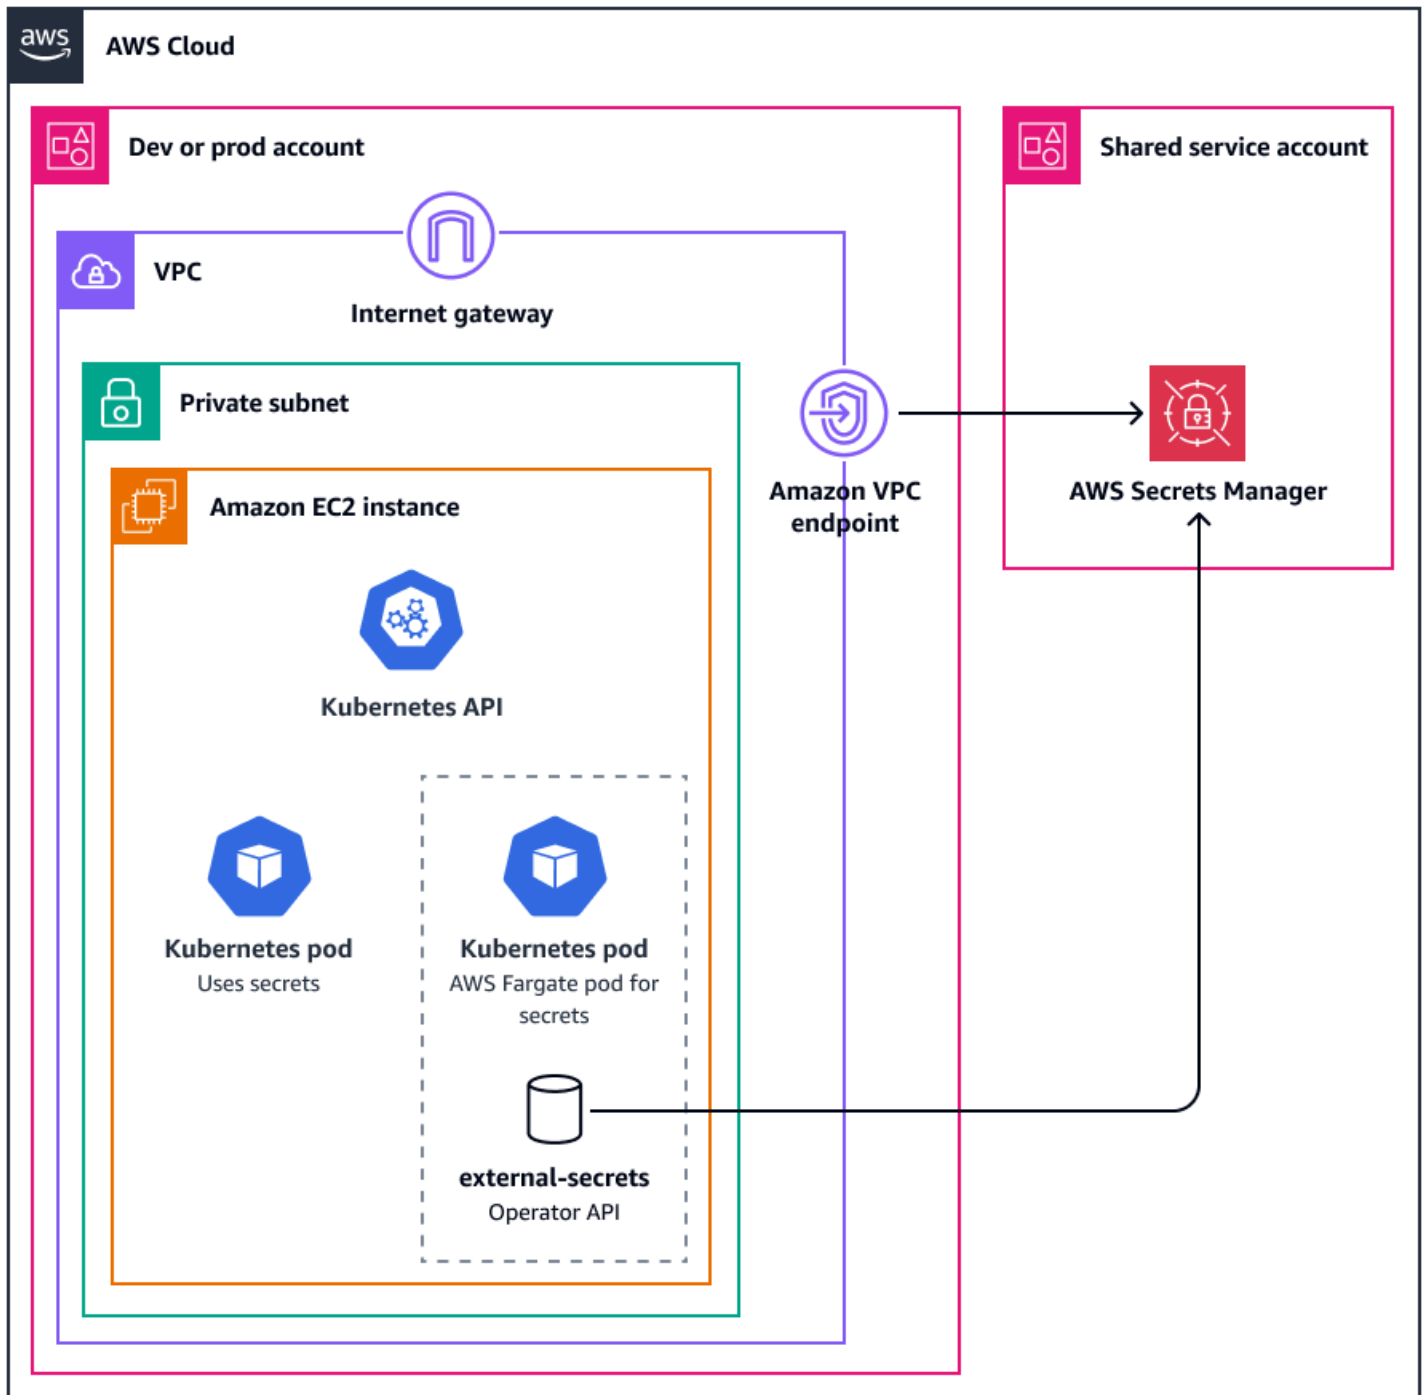 aws
AWS Cloud
Dev or prod account
Shared service account
VPC
Internet gateway
Private subnet
Amazon EC2 instance
Amazon VPC
endpoint
AWS Secrets Manager
Kubernetes API
Kubernetes pod
Uses secrets
Kubernetes pod
AWS Fargate pod for
secrets
external-secrets
Operator API